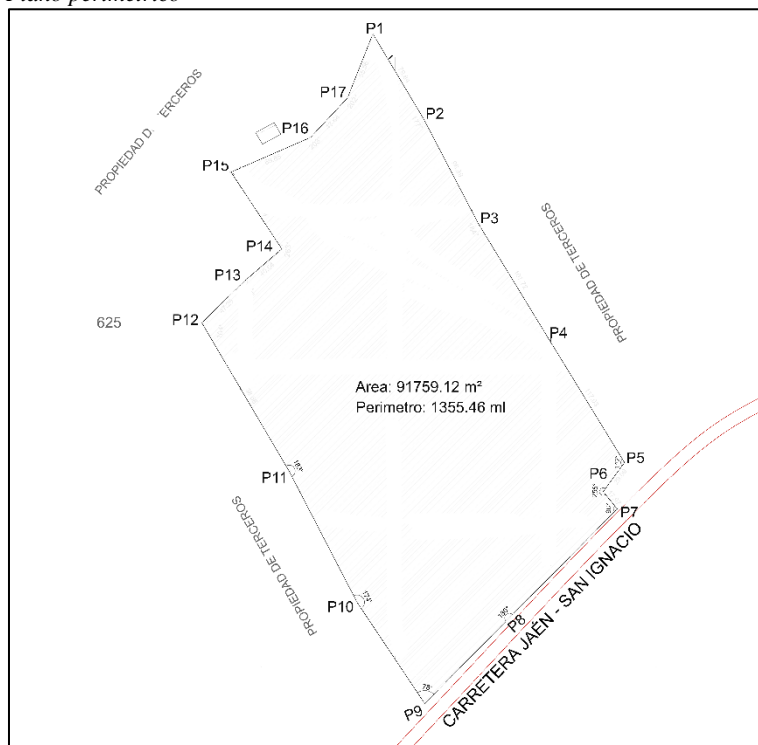 Plano perimétrico
P1
P2
P17
P16
PROPIEDAD D TERCEROS
P15
P3
PROPIEDAD DE TERCEROS
P14
P13
P12
625
P4
Area: 91759.12 m²
Perimetro: 1355.46 ml
P5
P6
P11
P7
PROPIEDAD DE TERCEROS
P10
P8
CARRETERA JAÉN - SAN IGNACIO
78°
P9